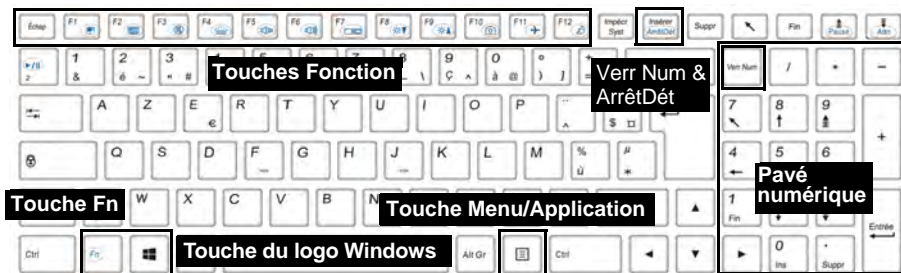 Échap F1 F2 F3 F4 F5 F6 F7 F8 F9 F10 F11 F12 Impécr Syst Insérer ArrêtDét Suppr Fin Pause Attn
2 1 & 2 é ~ 3 " # 8 \ 9 Ç ^ 0 à @ ° ) ] + = Verr Num / * -
Touches Fonction
Verr Num &
ArrêtDét
A Z E € R T Y U I O P ¨ ^ $ ¤ 7 8 9 +
Q S D F G H J K L M % ù µ * 4 5 6
Pavé
numérique
Touche Fn
W X C V B N 1 Fin Entrée
Touche Menu/Application
Ctrl Fn Alt Gr Ctrl 0 Ins . Suppr
Touche du logo Windows